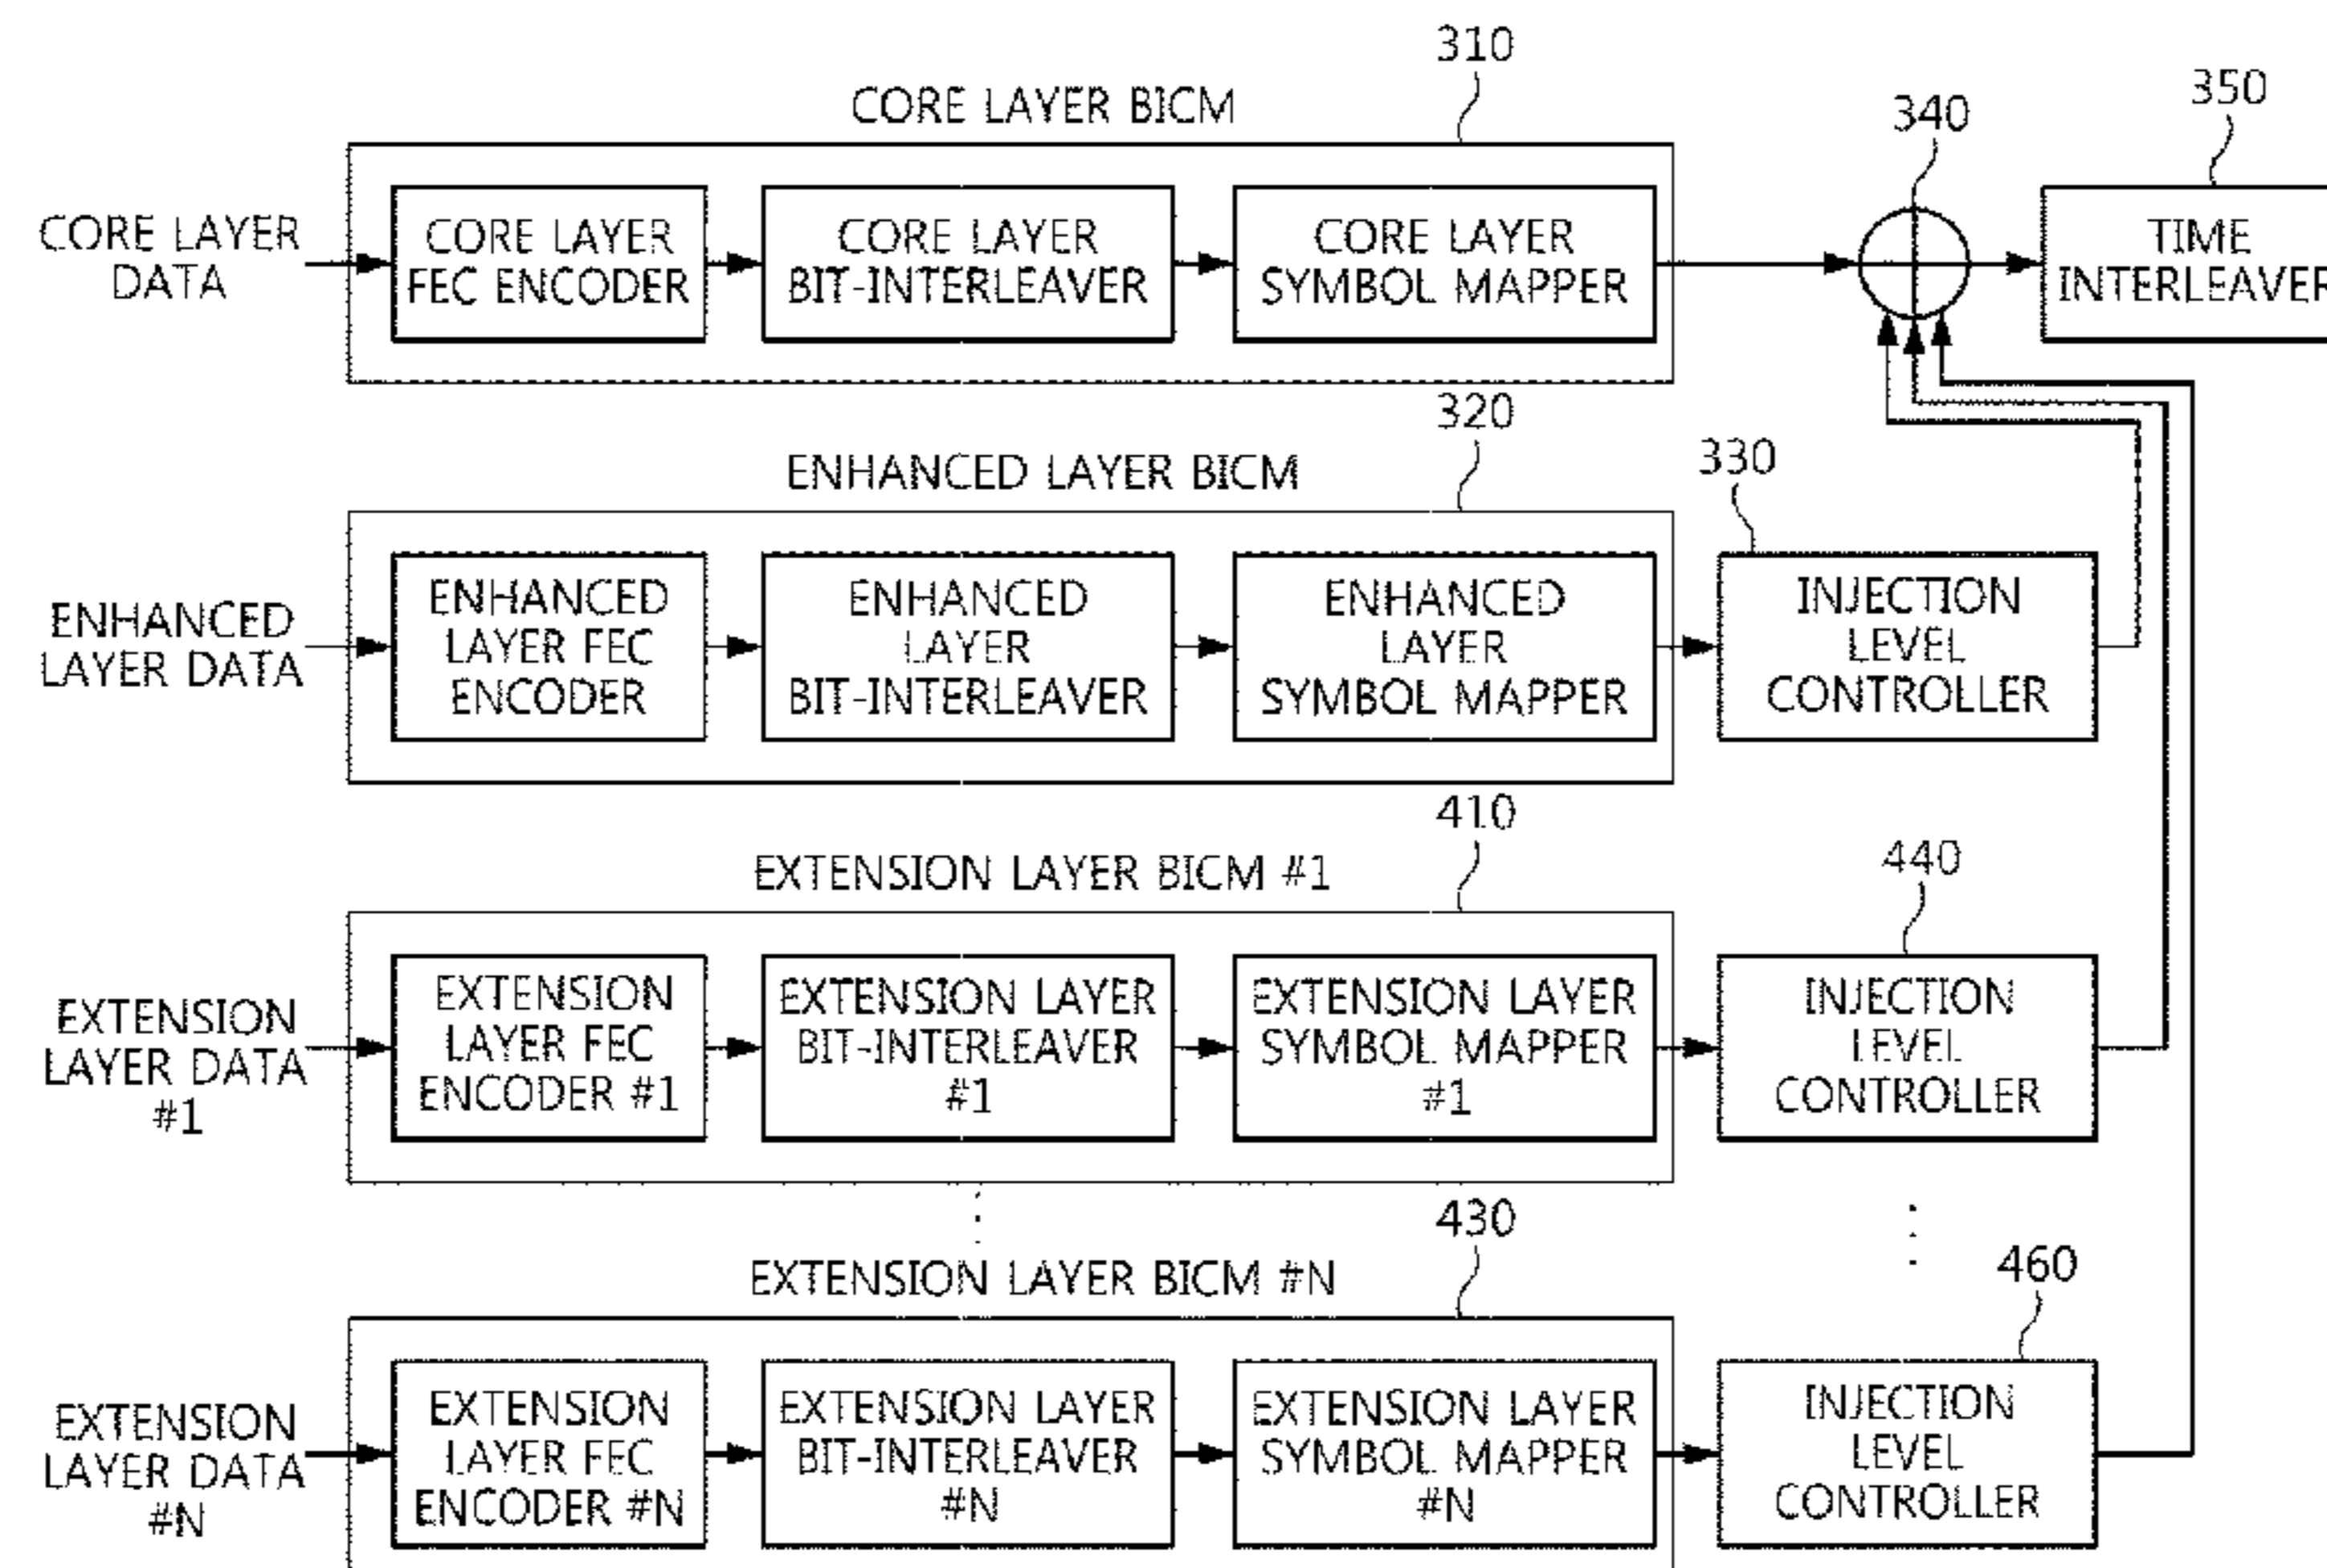 310
CORE LAYER BICM
340
350
CORE LAYER
DATA
CORE LAYER
FEC ENCODER
CORE LAYER
BIT-INTERLEAVER
CORE LAYER
SYMBOL MAPPER
TIME
INTERLEAVER
320
ENHANCED LAYER BICM
330
ENHANCED
LAYER DATA
ENHANCED
LAYER FEC
ENCODER
ENHANCED
LAYER
BIT-INTERLEAVER
ENHANCED
LAYER
SYMBOL MAPPER
INJECTION
LEVEL
CONTROLLER
410
EXTENSION LAYER BICM #1
440
EXTENSION
LAYER DATA
#1
EXTENSION
LAYER FEC
ENCODER #1
EXTENSION LAYER
BIT-INTERLEAVER
#1
EXTENSION LAYER
SYMBOL MAPPER
#1
INJECTION
LEVEL
CONTROLLER
430
EXTENSION LAYER BICM #N
460
EXTENSION
LAYER DATA
#N
EXTENSION
LAYER FEC
ENCODER #N
EXTENSION LAYER
BIT-INTERLEAVER
#N
EXTENSION LAYER
SYMBOL MAPPER
#N
INJECTION
LEVEL
CONTROLLER